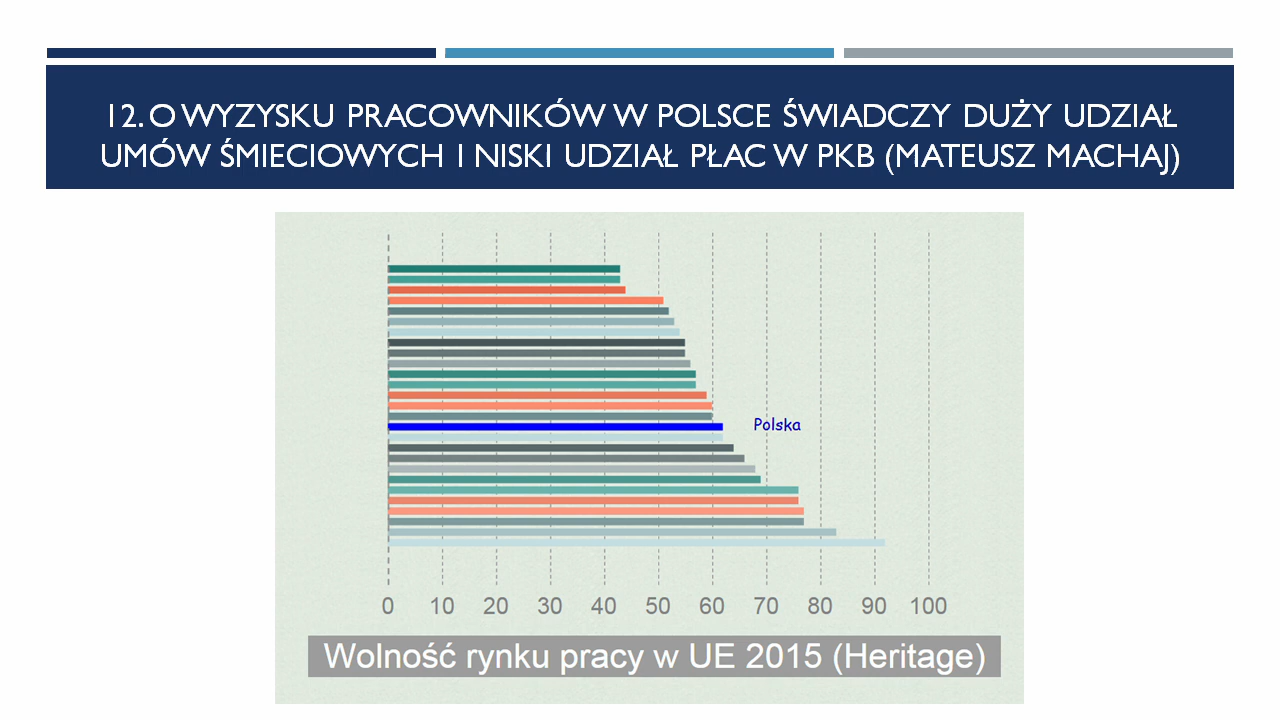 12. O WYZYSKU PRACOWNIKÓW W POLSCE ŚWIADCZY DUŻY UDZIAŁ
UMÓW ŚMIECIOWYCH I NISKI UDZIAŁ PŁAC W PKB (MATEUSZ MACHAJ)
Polska
0 10 20 30 40 50 60 70 80 90 100
Wolność rynku pracy w UE 2015 (Heritage)